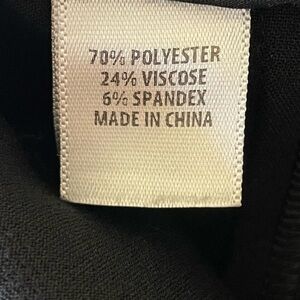 70% POLYESTER
24% VISCOSE
6% SPANDEX
MADE IN CHINA